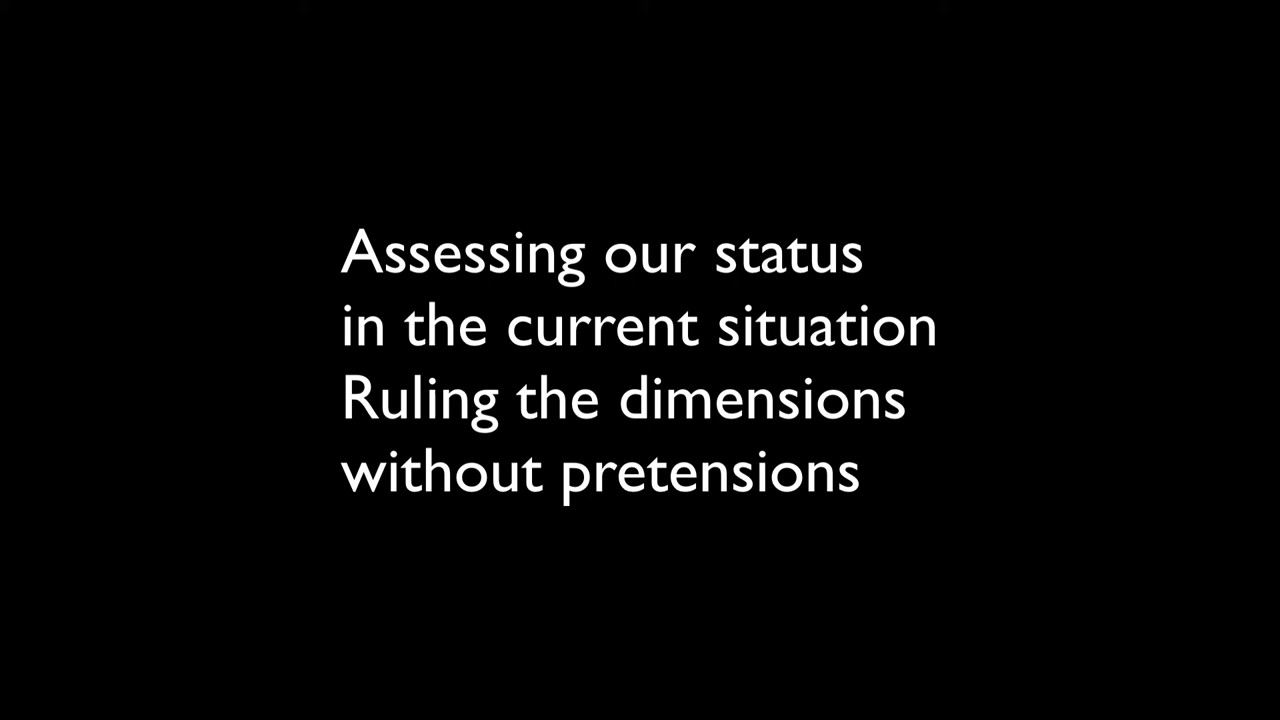 Assessing our status
in the current situation
Ruling the dimensions
without pretensions